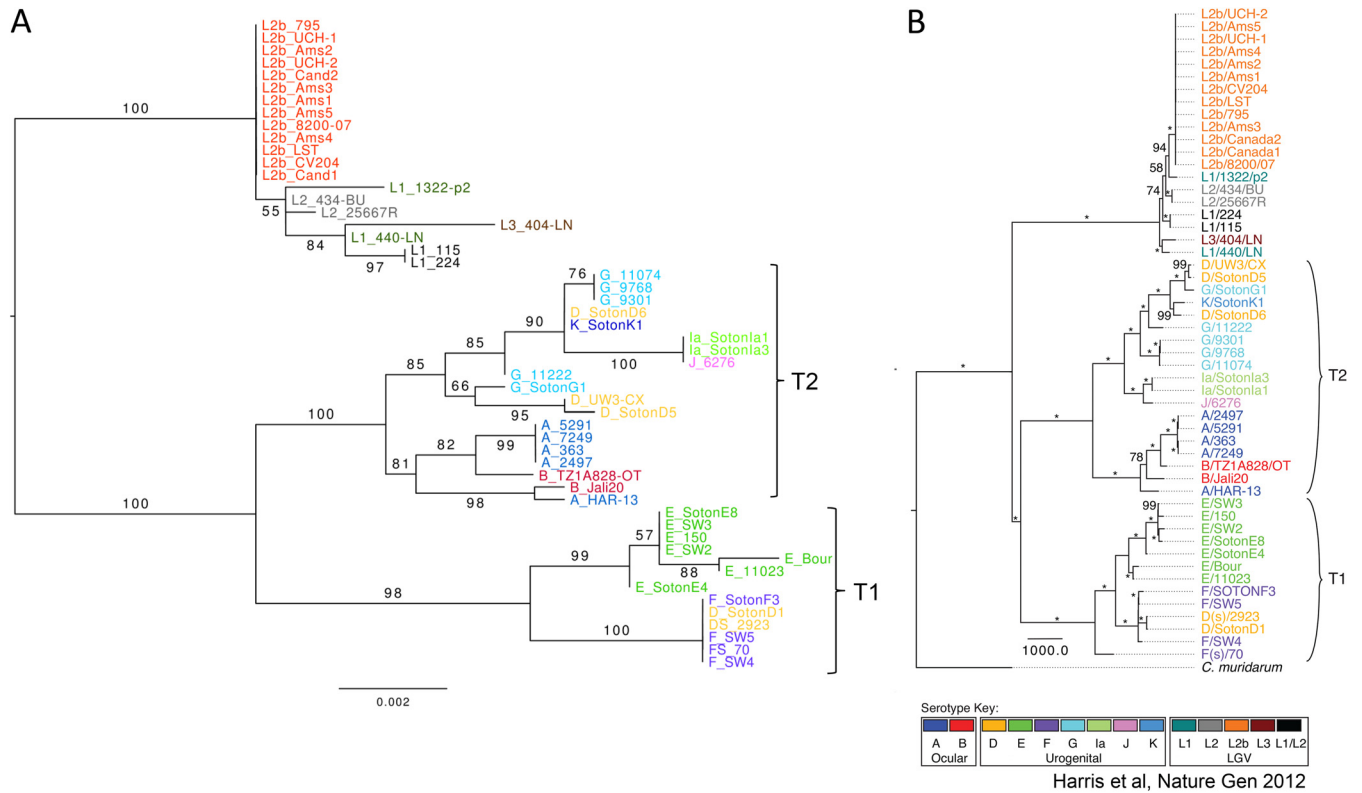 A
L2b_795
L2b_UCH-1
L2b_Ams2
L2b_UCH-2
L2b_Cand2
L2b_Ams3
L2b_Ams1
L2b_Ams5
L2b_8200-07
L2b_Ams4
L2b_LST
L2b_CV204
L2b_Cand1
100
L1_1322-p2
L2_434-BU
L2_25667R
55
L3_404-LN
84
L1_440-LN
L1_115
L1_224
97
76
G_11074
G_9768
G_9301
D_SotonD6
K_SotonK1
90
Ia_SotonIa1
Ia_SotonIa3
J_6276
100
85
85
G_11222
G_SotonG1
66
D_UW3-CX
D_SotonD5
95
100
A_5291
A_7249
A_363
A_2497
99
82
B_TZ1A828-OT
81
B_Jali20
A_HAR-13
98
T2
100
E_SotonE8
E_SW3
E_150
E_SW2
57
E_Bour
E_11023
88
99
E_SotonE4
98
F_SotonF3
D_SotonD1
DS_2923
F_SW5
FS_70
F_SW4
100
T1
0.002
B
L2b/UCH-2
L2b/Ams5
L2b/UCH-1
L2b/Ams4
L2b/Ams2
L2b/Ams1
L2b/CV204
L2b/LST
L2b/795
L2b/Ams3
L2b/Canada2
L2b/Canada1
L2b/8200/07
94
L1/1322/p2
58
L2/434/BU
74
L2/25667R
L1/224
L1/115
L3/404/LN
L1/440/LN
D/UW3/CX
99
D/SotonD5
G/SotonG1
K/SotonK1
D/SotonD6
99
G/11222
G/9301
G/9768
G/11074
Ia/SotonIa3
Ia/SotonIa1
J/6276
A/2497
A/5291
A/363
A/7249
78
B/TZ1A828/OT
B/Jali20
A/HAR-13
T2
E/SW3
99
E/150
E/SW2
E/SotonE8
E/SotonE4
E/Bour
E/11023
F/SOTONF3
F/SW5
D(s)/2923
D/SotonD1
F/SW4
F(s)/70
T1
1000.0
C. muridarum
Serotype Key:
A B D E F G Ia J K L1 L2 L2b L3 L1/L2
Ocular Urogenital LGV
Harris et al, Nature Gen 2012